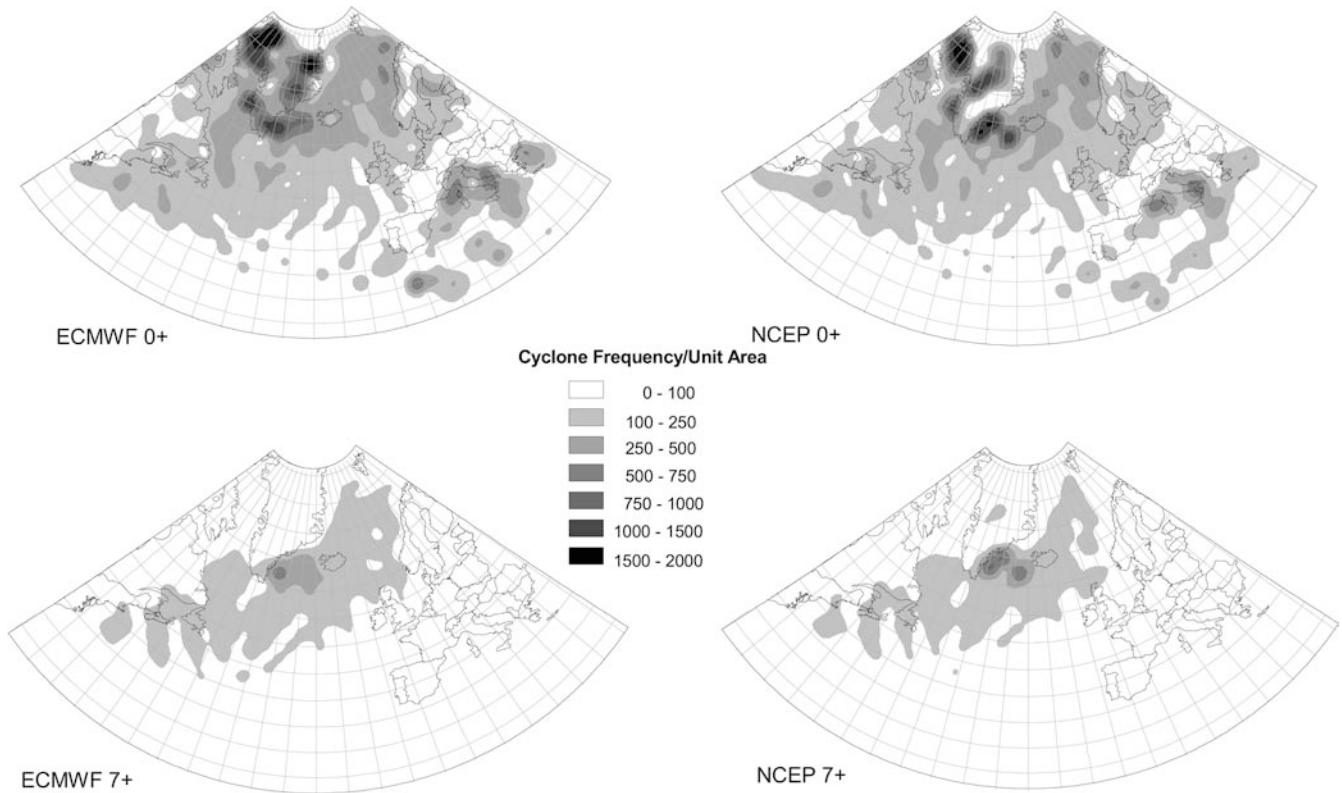 ECMWF 0+
NCEP 0+
Cyclone Frequency/Unit Area
0 - 100
100 - 250
250 - 500
500 - 750
750 - 1000
1000 - 1500
1500 - 2000
ECMWF 7+
NCEP 7+